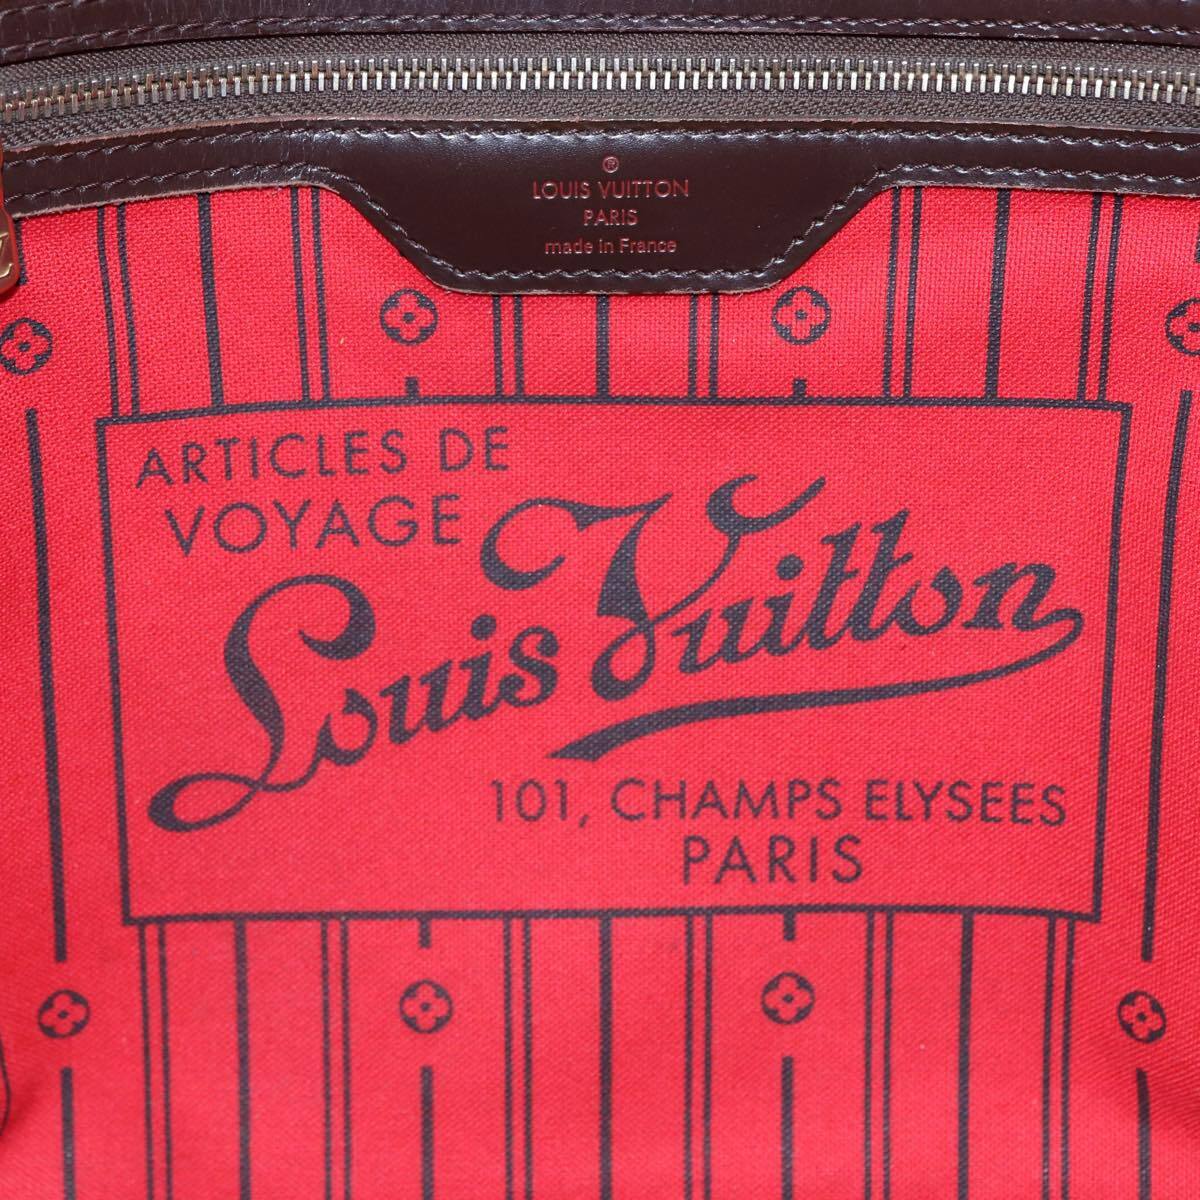 ®
LOUIS VUITTON
PARIS
made in France
ARTICLES DE
VOYAGE
Louis Vuitton
101, CHAMPS ELYSEES
PARIS